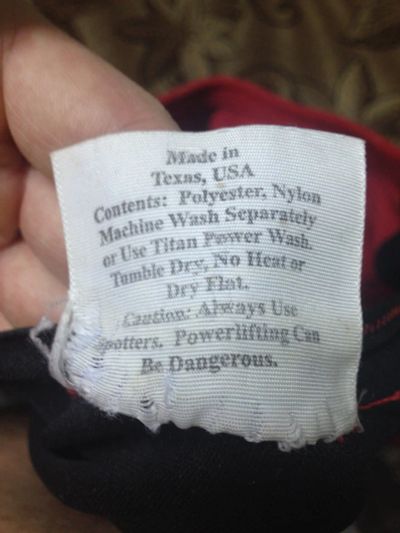 Made in
Texas, USA
Contents: Polyester, Nylon
Machine Wash Separately
or Use Titan Power Wash.
Tumble Dry, No Heat or
Dry Flat.
Caution: Always Use
Spotters. Powerlifting Can
Be Dangerous.